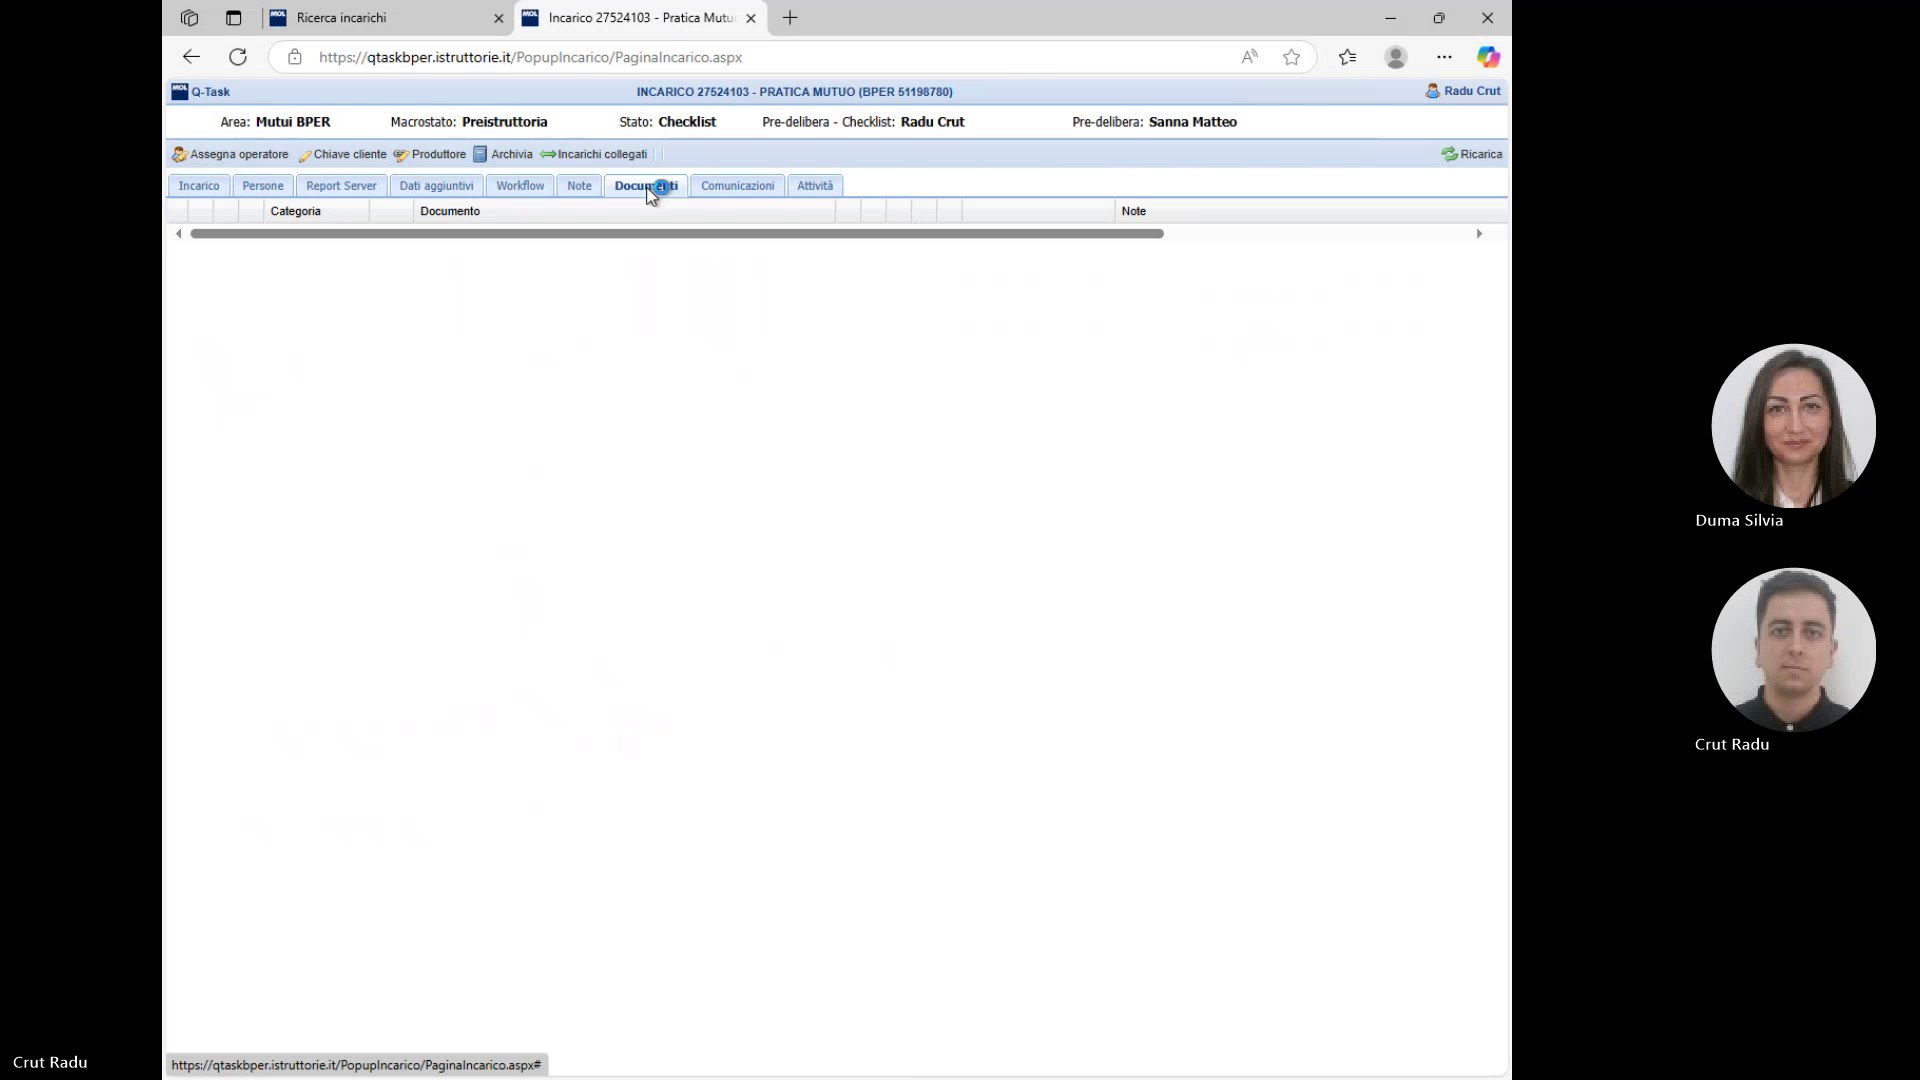 Ricerca incarichi
Incarico 27524103 - Pratica Mutu
https://qtaskbper.istruttorie.it/PopupIncarico/PaginaIncarico.aspx
MOL Q-Task
INCARICO 27524103 - PRATICA MUTUO (BPER 51198780)
Radu Crut
Area: Mutui BPER
Macrostato: Preistruttoria
Stato: Checklist
Pre-delibera - Checklist: Radu Crut
Pre-delibera: Sanna Matteo
Assegna operatore
Chiave cliente
Produttore
Archivia
Incarichi collegati
Ricarica
Incarico
Persone
Report Server
Dati aggiuntivi
Workflow
Note
Documenti
Comunicazioni
Attività
Categoria
Documento
Note
Duma Silvia
Crut Radu
https://qtaskbper.istruttorie.it/PopupIncarico/PaginaIncarico.aspx#
Crut Radu